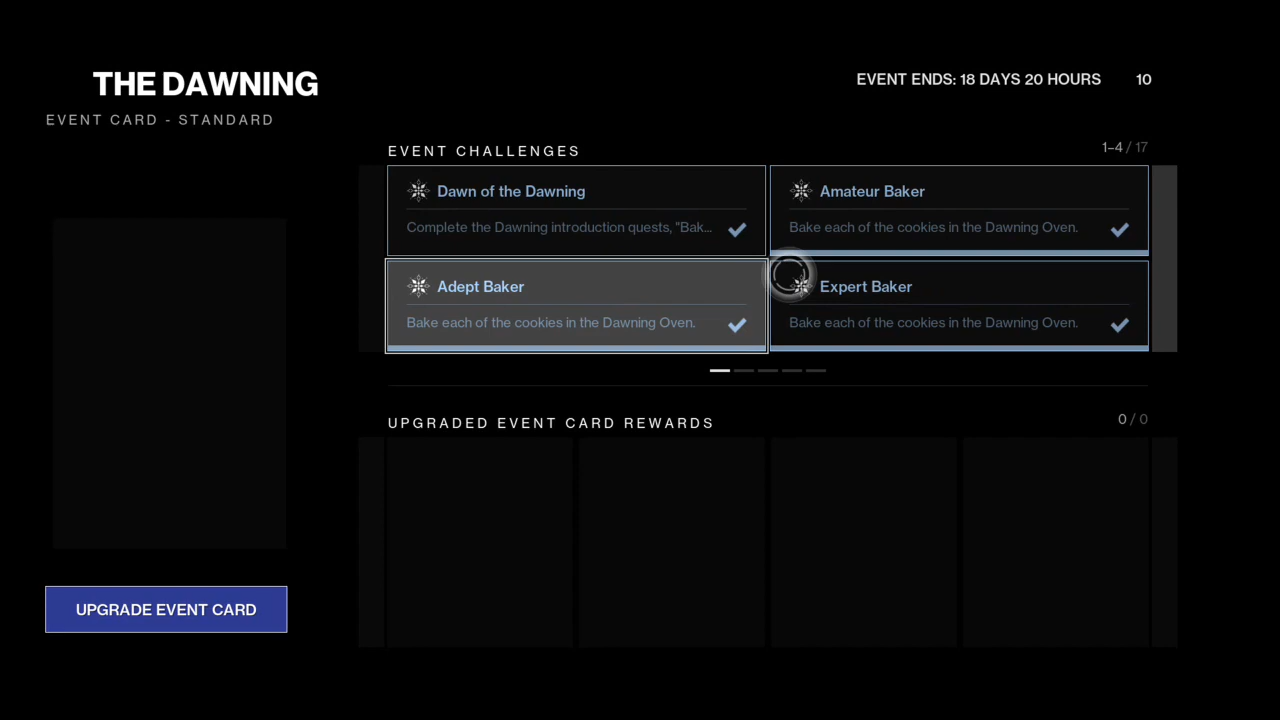 THE DAWNING
EVENT CARD - STANDARD
EVENT ENDS: 18 DAYS 20 HOURS 10
EVENT CHALLENGES 1-4 / 17
Dawn of the Dawning
Complete the Dawning introduction quests, "Bak...
Amateur Baker
Bake each of the cookies in the Dawning Oven.
Adept Baker
Bake each of the cookies in the Dawning Oven.
Expert Baker
Bake each of the cookies in the Dawning Oven.
UPGRADED EVENT CARD REWARDS 0 / 0
UPGRADE EVENT CARD